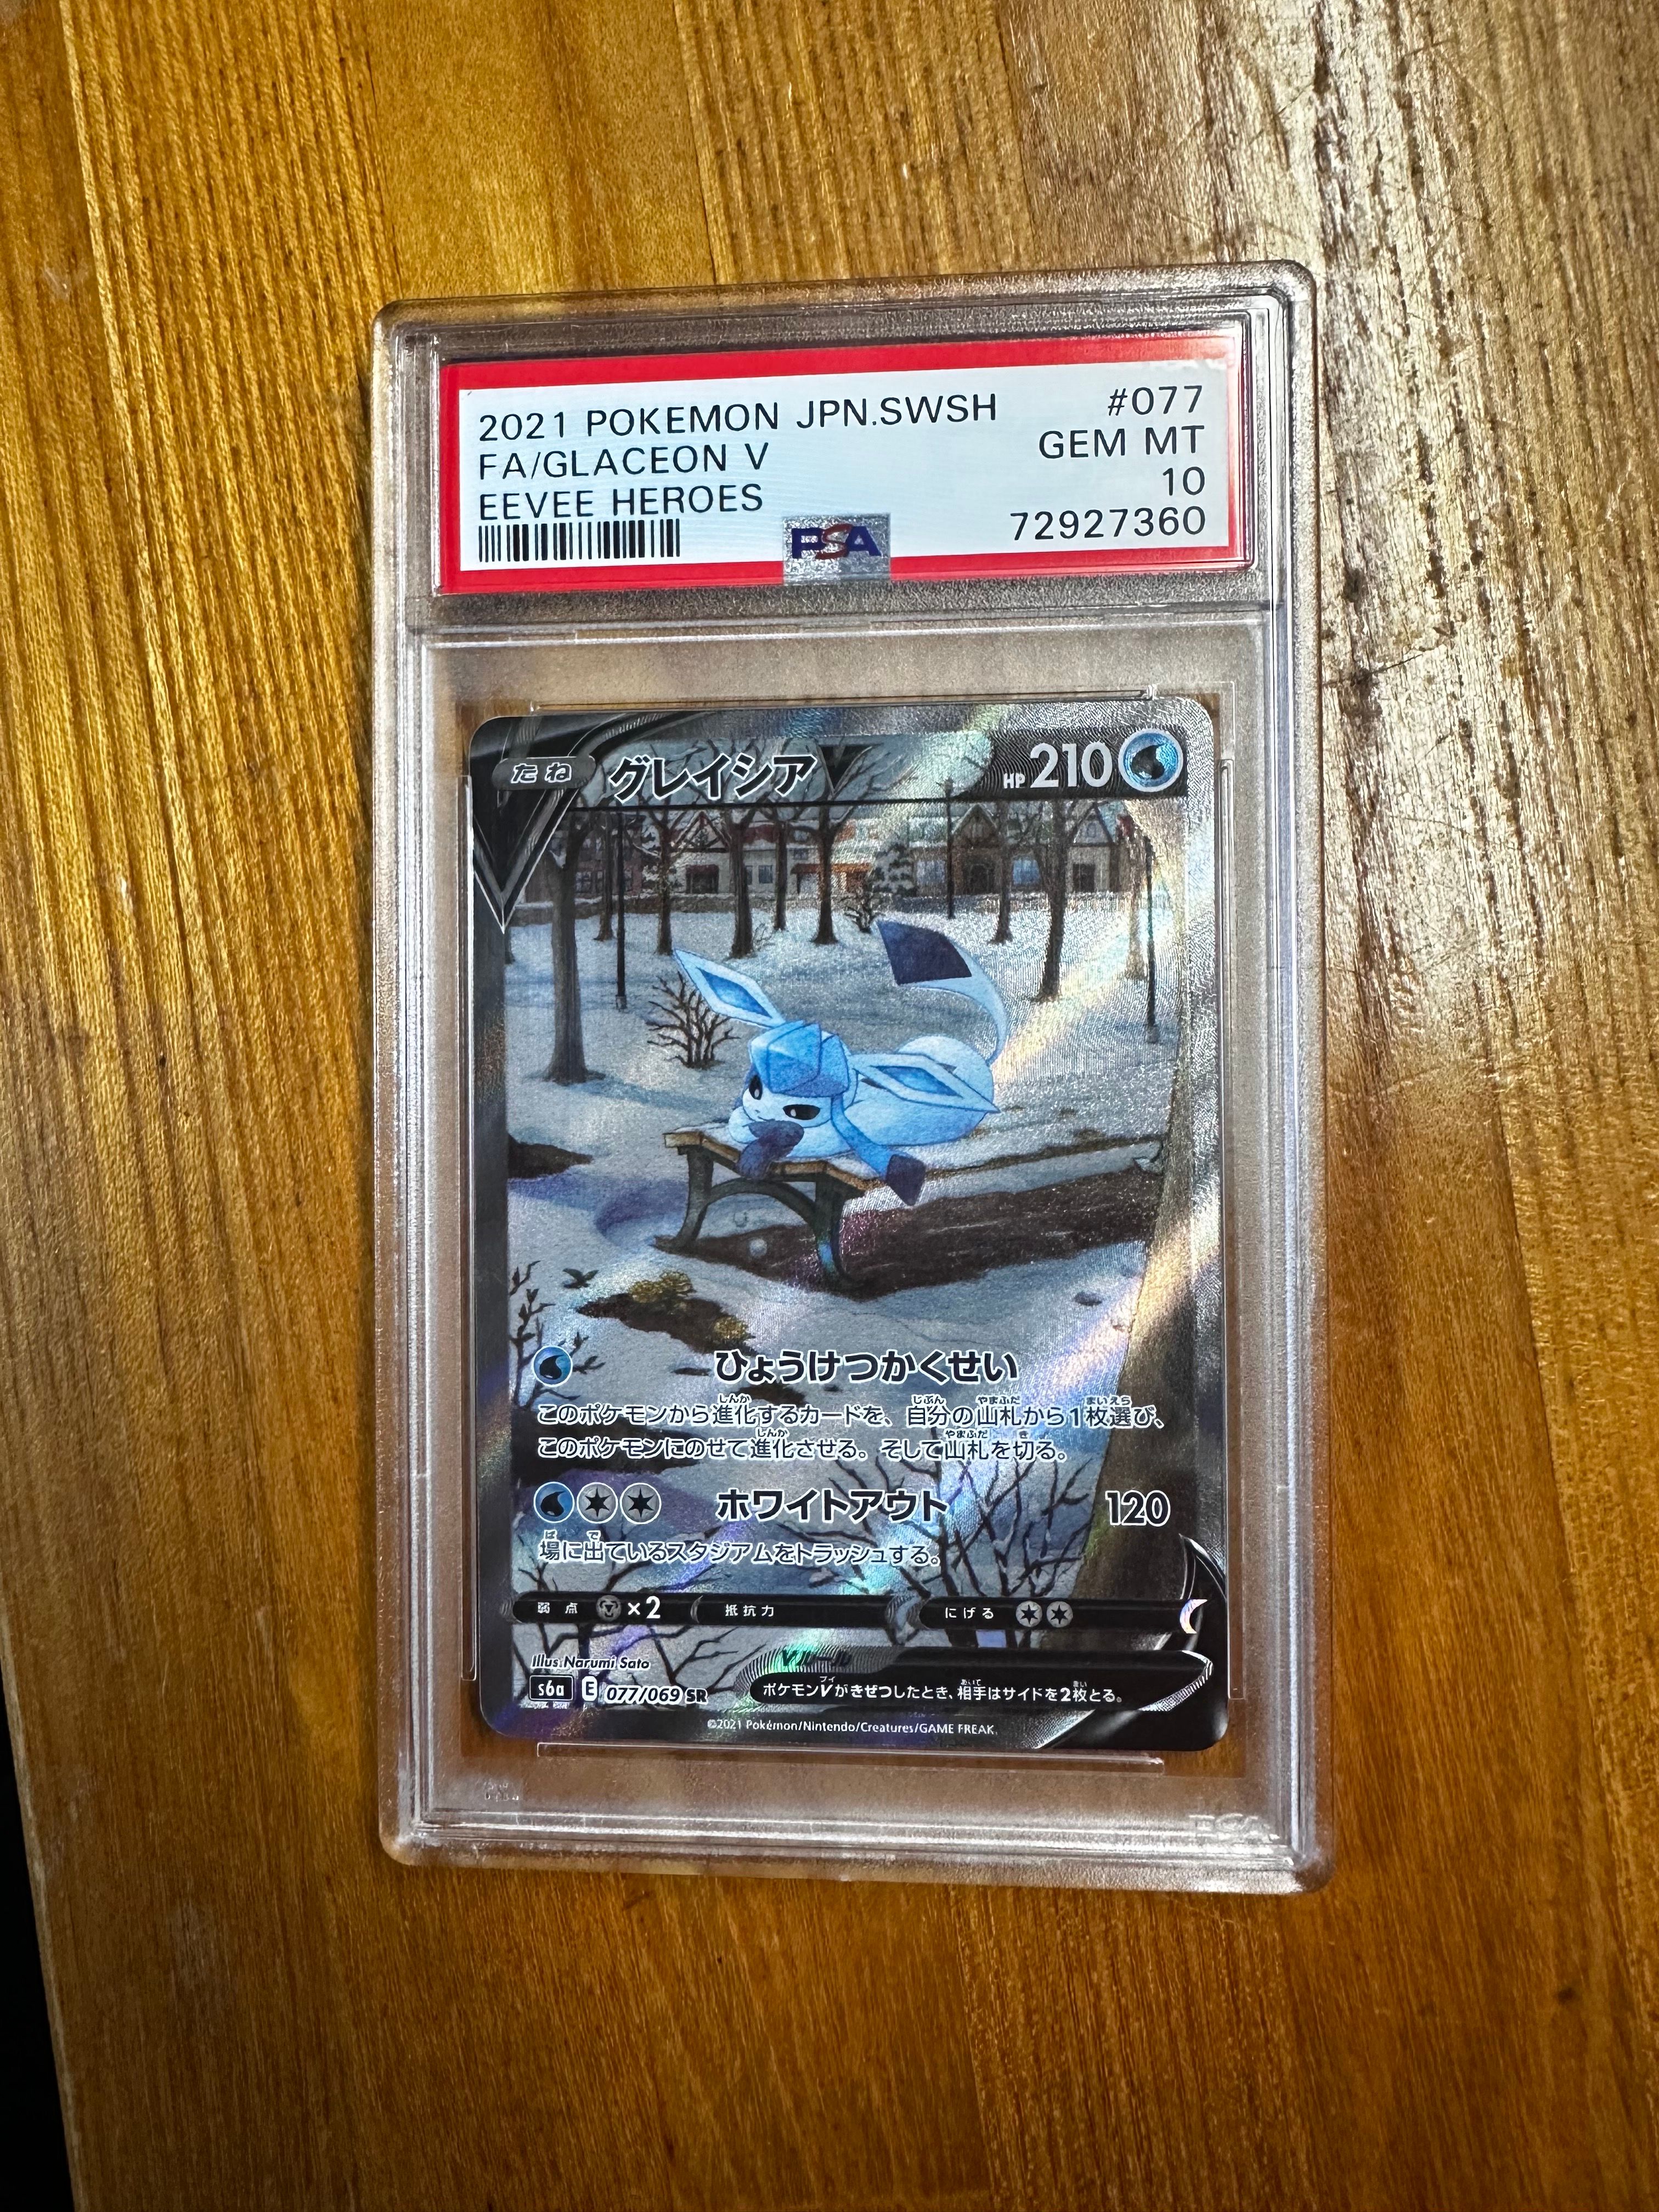 2021 POKEMON JPN.SWSH #077
FA/GLACEON V GEM MT
EEVEE HEROES 10
PSA 72927360
たね グレイシア HP 210
ひょうけつかくせい
このポケモンから進化するカードを、自分の山札から1枚選び、
このポケモンにのせて進化させる。そして山札を切る。
ホワイトアウト 120
場に出ているスタジアムをトラッシュする。
弱点 ×2 抵抗力 にげる
Illus. Narumi Sato
Vルール
s6a E 077/069 SR ポケモンVがきぜつしたとき、相手はサイドを2枚とる。
©2021 Pokémon/Nintendo/Creatures/GAME FREAK.
PSA